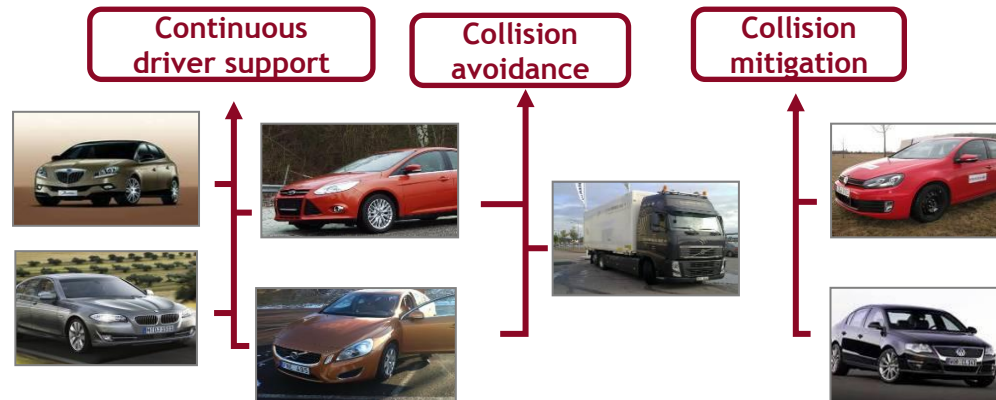 Continuous
driver support
Collision
avoidance
Collision
mitigation